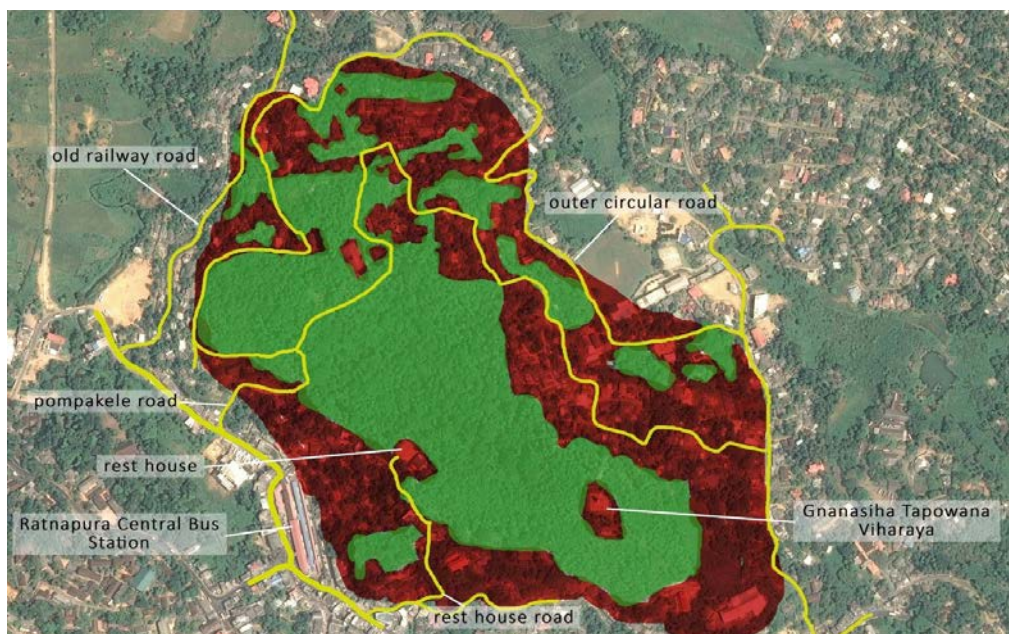 old railway road
outer circular road
pompakele road
rest house
Ratnapura Central Bus
Station
Gnanasiha Tapowana
Viharaya
rest house road